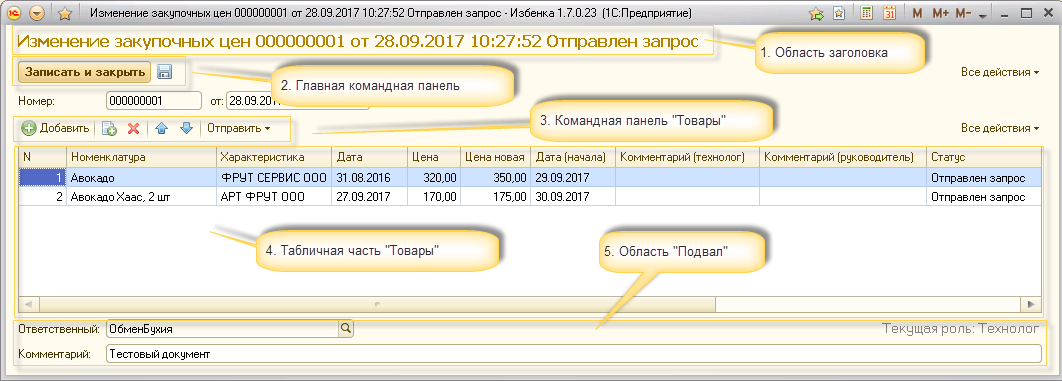 Изменение закупочных цен 000000001 от 28.09.2017 10:27:52 Отправлен запрос - Избенка 1.7.0.23 (1С:Предприятие)
M M+ M-
31
Изменение закупочных цен 000000001 от 28.09.2017 10:27:52 Отправлен запрос
1. Область заголовка
Записать и закрыть
2. Главная командная панель
Все действия
Номер: 000000001 от: 28.09.2017
3. Командная панель "Товары"
Добавить Отправить Все действия
N Номенклатура Характеристика Дата Цена Цена новая Дата (начала) Комментарий (технолог) Комментарий (руководитель) Статус
1 Авокадо ФРУТ СЕРВИС ООО 31.08.2016 320,00 350,00 29.09.2017 Отправлен запрос
2 Авокадо Хаас, 2 шт АРТ ФРУТ ООО 27.09.2017 170,00 175,00 30.09.2017 Отправлен запрос
4. Табличная часть "Товары"
5. Область "Подвал"
Ответственный: ОбменБухия Текущая роль: Технолог
Комментарий: Тестовый документ